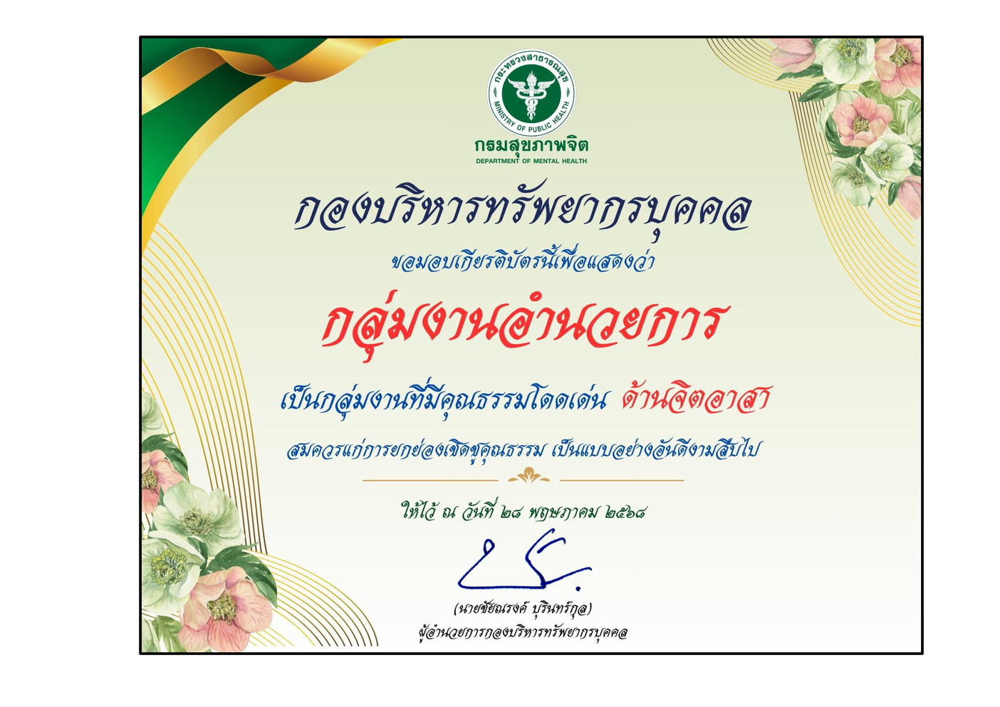 กระทรวงสาธารณสุข
MINISTRY OF PUBLIC HEALTH
กรมสุขภาพจิต
DEPARTMENT OF MENTAL HEALTH
กองบริหารทรัพยากรบุคคล
ขอมอบเกียรติบัตรนี้เพื่อแสดงว่า
กลุ่มงานอำนวยการ
เป็นกลุ่มงานที่มีคุณธรรมโดดเด่น ด้านจิตอาสา
สมควรแก่การยกย่องเชิดชูคุณธรรม เป็นแบบอย่างอันดีงามสืบไป
ให้ไว้ ณ วันที่ ๒๘ พฤษภาคม ๒๕๖๘
(นายชัยณรงค์ ปุรินทร์กุล)
ผู้อำนวยการกองบริหารทรัพยากรบุคคล